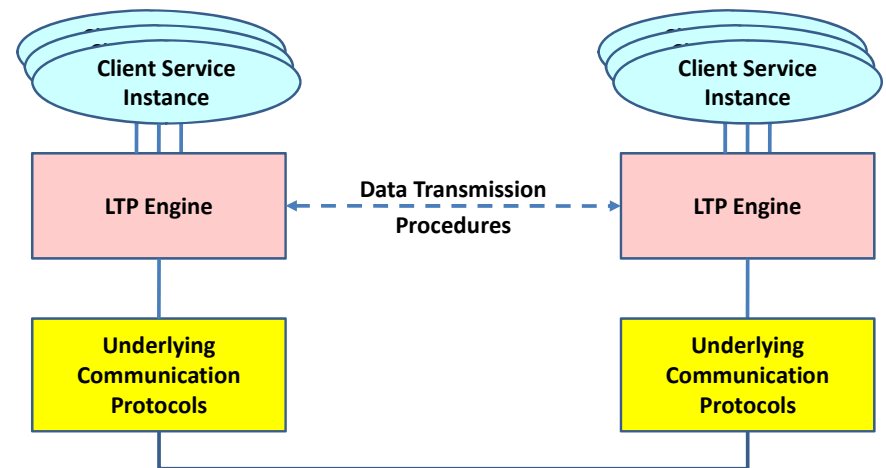 Client Service
Instance
Client Service
Instance
LTP Engine
Data Transmission
Procedures
LTP Engine
Underlying
Communication
Protocols
Underlying
Communication
Protocols